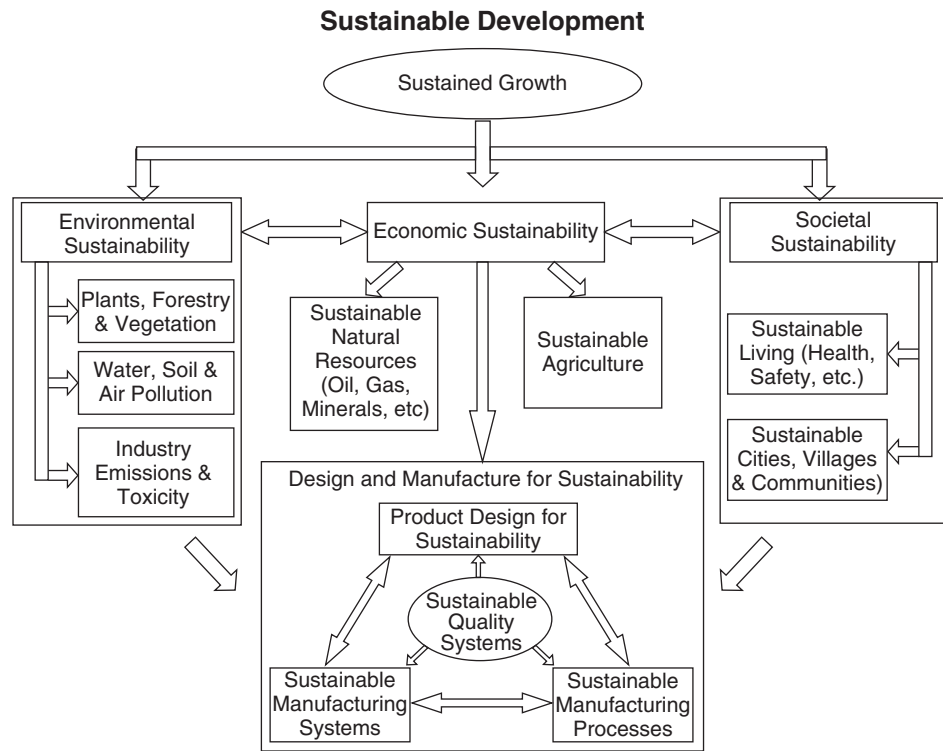 Sustainable Development
Sustained Growth
Environmental
Sustainability
Plants, Forestry
& Vegetation
Water, Soil &
Air Pollution
Industry
Emissions &
Toxicity
Economic Sustainability
Sustainable
Natural
Resources
(Oil, Gas,
Minerals, etc)
Sustainable
Agriculture
Societal
Sustainability
Sustainable
Living (Health,
Safety, etc.)
Sustainable
Cities, Villages
& Communities)
Design and Manufacture for Sustainability
Product Design for
Sustainability
Sustainable
Quality
Systems
Sustainable
Manufacturing
Systems
Sustainable
Manufacturing
Processes